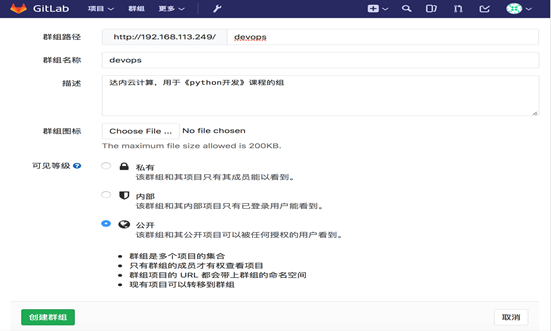 GitLab 项目 群组 更多
群组路径 http://192.168.113.249/ devops
群组名称 devops
描述 达内云计算，用于《python开发》课程的组
群组图标 Choose File ... No file chosen
The maximum file size allowed is 200KB.
可见等级 私有
该群组和其项目只有其成员能以看到。
内部
该群组和其内部项目只有已登录用户能看到。
公开
该群组和其公开项目可以被任何授权的用户看到。
群组是多个项目的集合
只有群组的成员才有权查看项目
群组项目的 URL 都会带上群组的命名空间
现有项目可以转移到群组
创建群组 取消